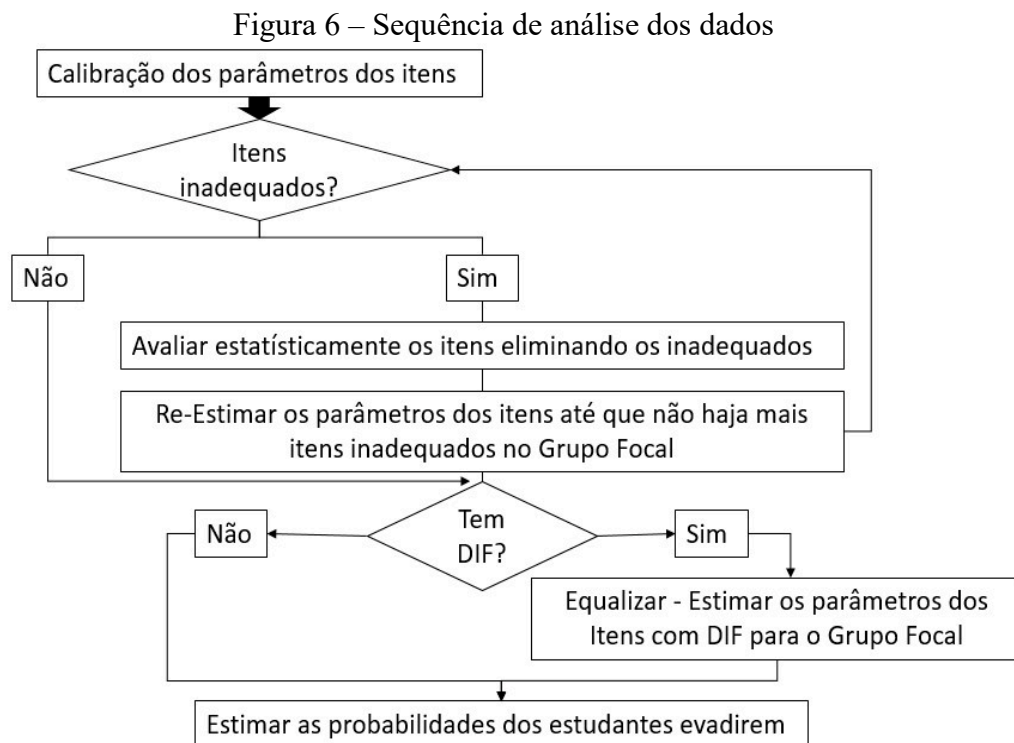 Figura 6 – Sequência de análise dos dados
Calibração dos parâmetros dos itens
Itens
inadequados?
Não
Sim
Avaliar estatísticamente os itens eliminando os inadequados
Re-Estimar os parâmetros dos itens até que não haja mais
itens inadequados no Grupo Focal
Não
Tem
DIF?
Sim
Equalizar - Estimar os parâmetros dos
Itens com DIF para o Grupo Focal
Estimar as probabilidades dos estudantes evadirem